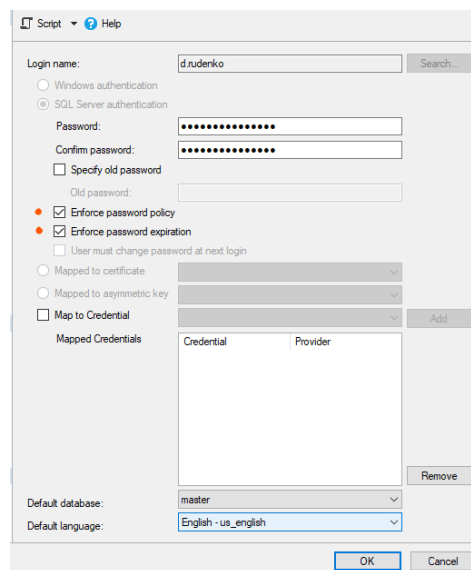 Script Help
Login name: d.rudenko Search...
Windows authentication
SQL Server authentication
Password: ●●●●●●●●●●●●●●●
Confirm password: ●●●●●●●●●●●●●●●
Specify old password
Old password:
Enforce password policy
Enforce password expiration
User must change password at next login
Mapped to certificate
Mapped to asymmetric key
Map to Credential Add
Mapped Credentials Credential Provider
Remove
Default database: master
Default language: English - us_english
OK Cancel